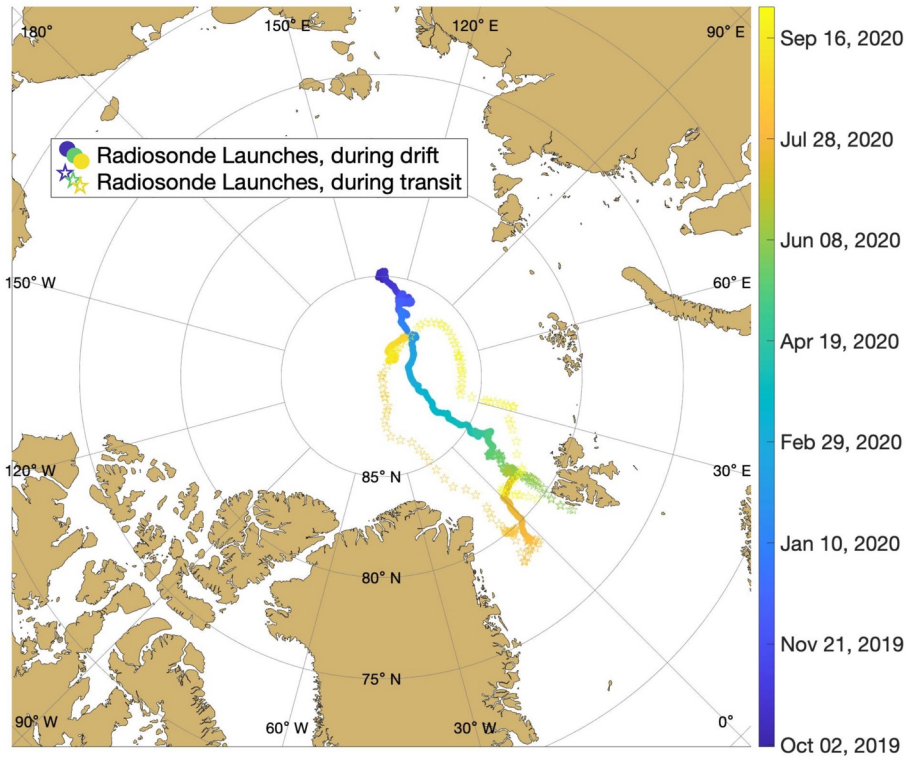 180°
150° E
120° E
90° E
Radiosonde Launches, during drift
Radiosonde Launches, during transit
150° W
60° E
120° W
30° E
85° N
80° N
75° N
90° W
60° W
30° W
0°
Sep 16, 2020
Jul 28, 2020
Jun 08, 2020
Apr 19, 2020
Feb 29, 2020
Jan 10, 2020
Nov 21, 2019
Oct 02, 2019